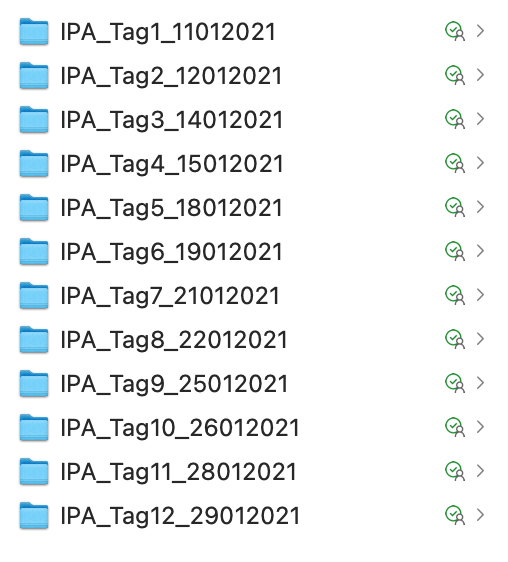 IPA_Tag1_11012021
IPA_Tag2_12012021
IPA_Tag3_14012021
IPA_Tag4_15012021
IPA_Tag5_18012021
IPA_Tag6_19012021
IPA_Tag7_21012021
IPA_Tag8_22012021
IPA_Tag9_25012021
IPA_Tag10_26012021
IPA_Tag11_28012021
IPA_Tag12_29012021